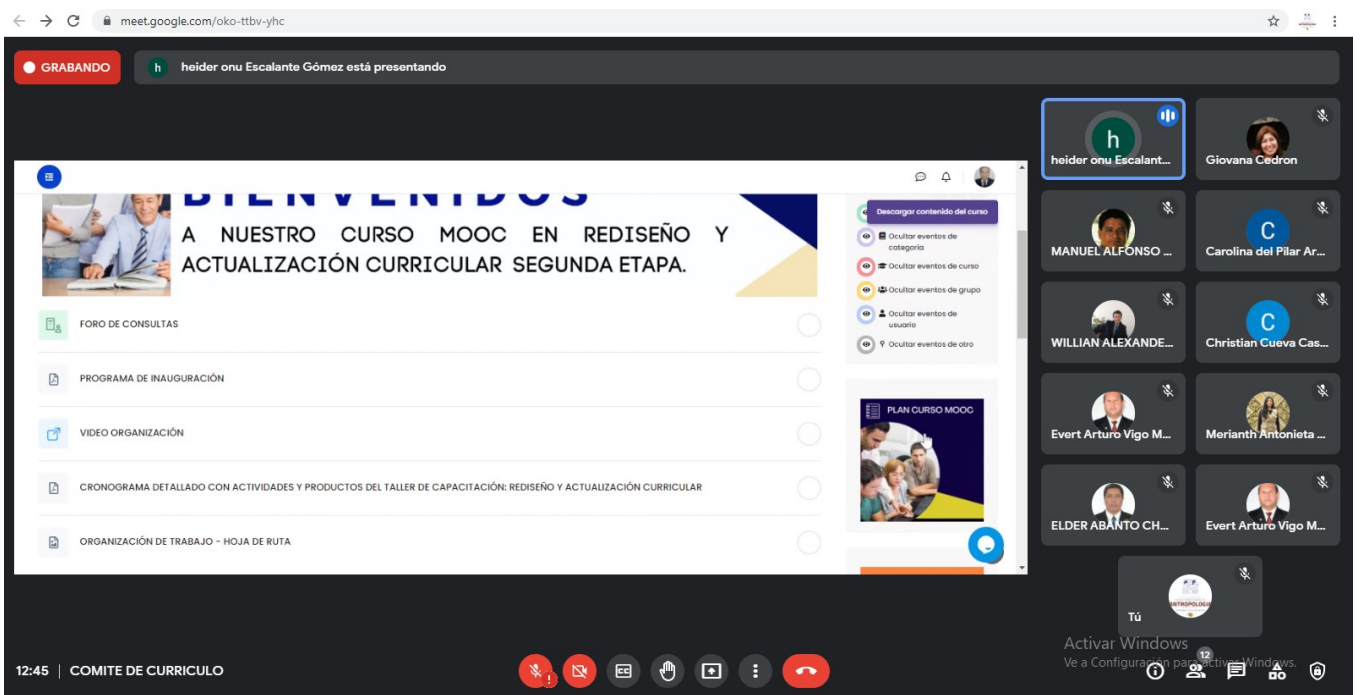 meet.google.com/oko-ttbv-yhc
GRABANDO
h
heider onu Escalante Gómez está presentando
BIENVENIDOS
A NUESTRO CURSO MOOC EN REDISEÑO Y
ACTUALIZACIÓN CURRICULAR SEGUNDA ETAPA.
FORO DE CONSULTAS
PROGRAMA DE INAUGURACIÓN
VIDEO ORGANIZACIÓN
CRONOGRAMA DETALLADO CON ACTIVIDADES Y PRODUCTOS DEL TALLER DE CAPACITACIÓN: REDISEÑO Y ACTUALIZACIÓN CURRICULAR
ORGANIZACIÓN DE TRABAJO - HOJA DE RUTA
Descargar contenido del curso
Ocultar eventos de
categoría
Ocultar eventos de curso
Ocultar eventos de grupo
Ocultar eventos de
usuario
Ocultar eventos de otro
PLAN CURSO MOOC
h
heider onu Escalant...
Giovana Cedron
MANUEL ALFONSO ...
C
Carolina del Pilar Ar...
WILLIAN ALEXANDE...
C
Christian Cueva Cas...
Evert Arturo Vigo M...
Merianth Antonieta ...
ELDER ABANTO CH...
Evert Arturo Vigo M...
ANTROPOLOGIA
Tú
Activar Windows
Ve a Configuración para activar Windows.
12:45 | COMITE DE CURRICULO
CC
12